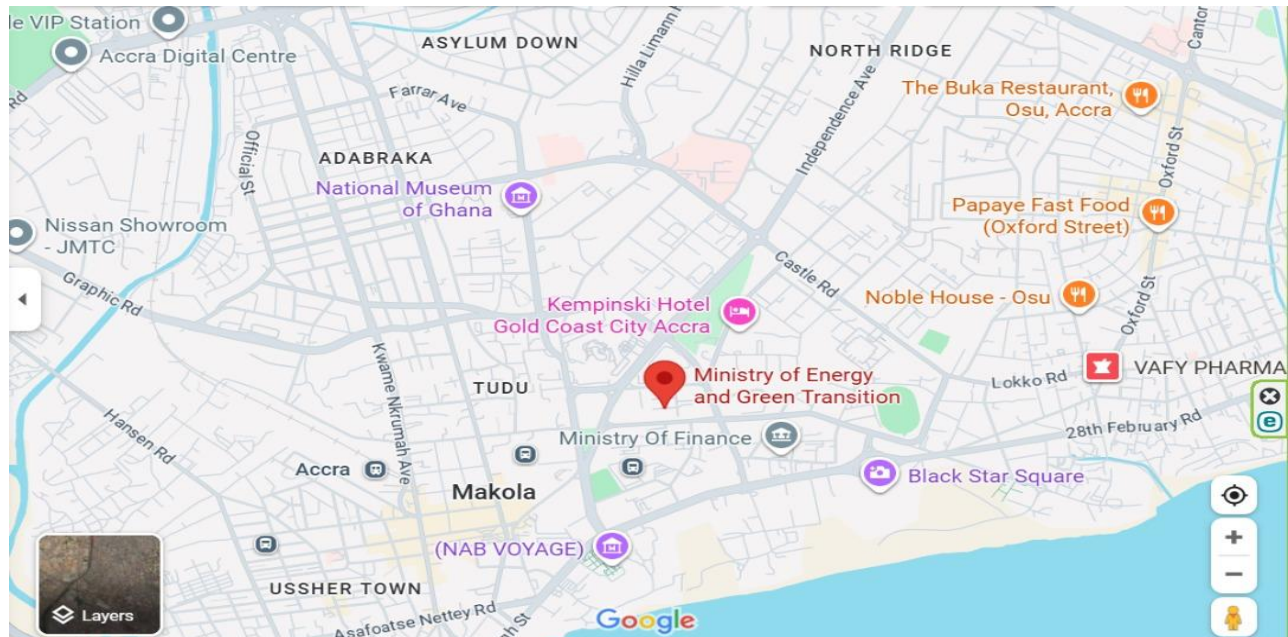 le VIP Station
Accra Digital Centre
ASYLUM DOWN
Hilla Limann
NORTH RIDGE
Canton
Rd
Farrar Ave
Independence Ave
The Buka Restaurant,
Osu, Accra
Official St
ADABRAKA
Oxford St
National Museum
of Ghana
Papaye Fast Food
(Oxford Street)
Nissan Showroom
- JMTC
Castle Rd
Graphic Rd
Kempinski Hotel
Gold Coast City Accra
Noble House - Osu
Oxford St
Kwame Nkrumah Ave
TUDU
Ministry of Energy
and Green Transition
Lokko Rd
VAFY PHARMA
Hansen Rd
Ministry Of Finance
28th February Rd
Accra
Makola
Black Star Square
(NAB VOYAGE)
USSHER TOWN
Layers
Asafoatse Nettey Rd
Google